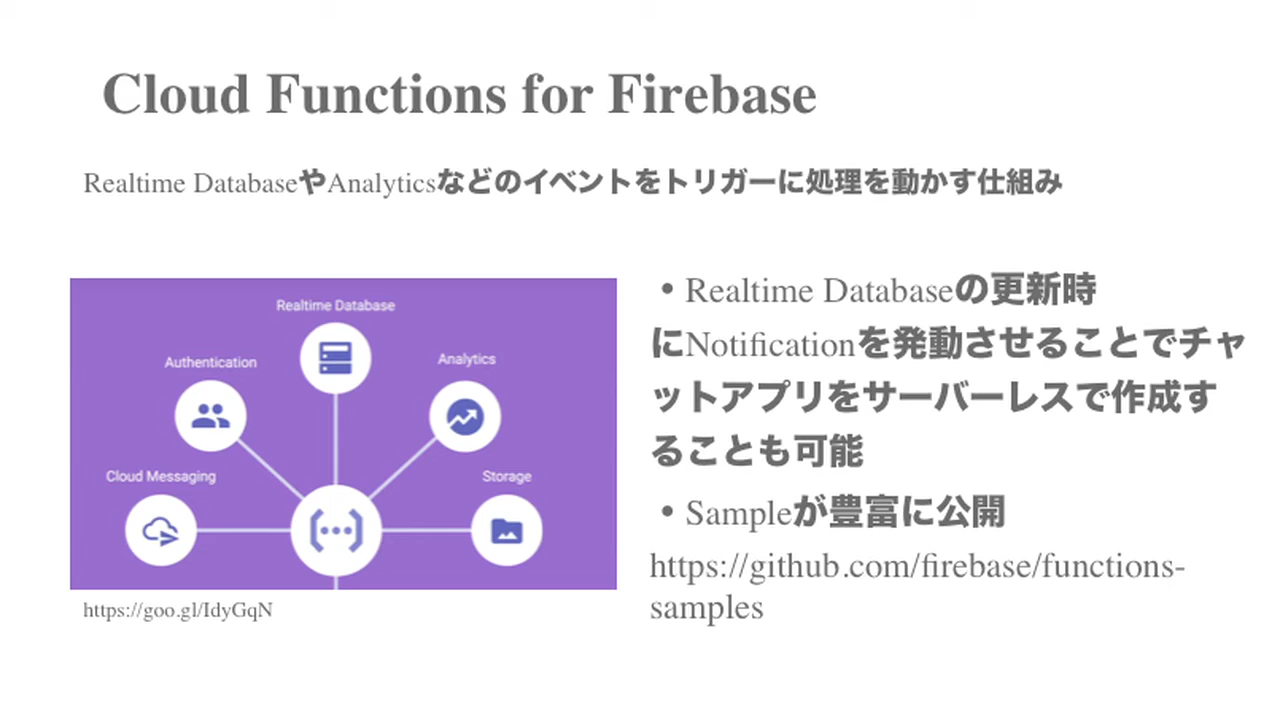 Cloud Functions for Firebase
Realtime DatabaseやAnalyticsなどのイベントをトリガーに処理を動かす仕組み
Realtime Database
Authentication
Analytics
Cloud Messaging
Storage
https://goo.gl/IdyGqN
・Realtime Databaseの更新時
にNotificationを発動させることでチャ
ットアプリをサーバーレスで作成す
ることも可能
・Sampleが豊富に公開
https://github.com/firebase/functions-
samples